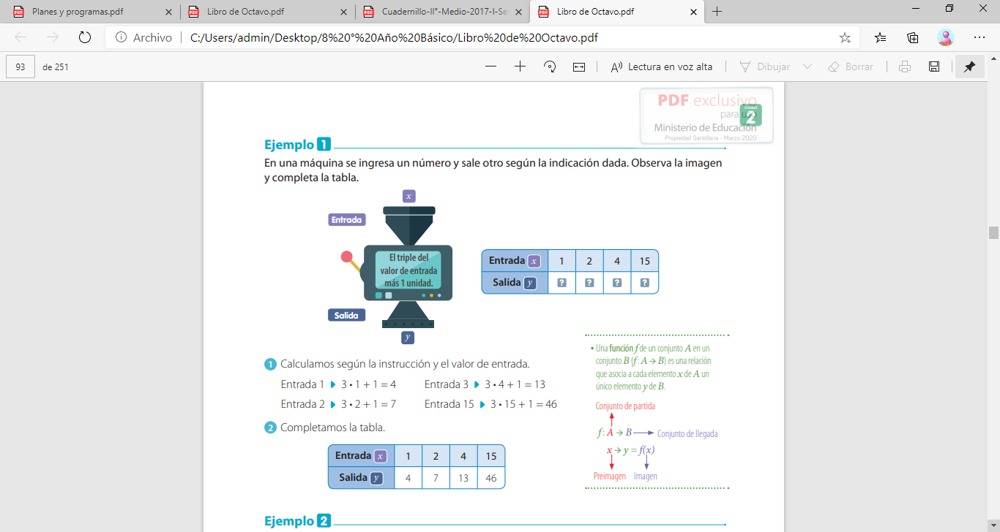 Planes y programas.pdf
Libro de Octavo.pdf
Cuadernillo-II°-Medio-2017-I-Se
Libro de Octavo.pdf
Archivo
C:/Users/admin/Desktop/8%20°%20Año%20Básico/Libro%20de%20Octavo.pdf
93 de 251
Lectura en voz alta
Dibujar
Borrar
PDF exclusivo
para uso
Unidad
2
Ministerio de Educación
Propiedad Santillana - Marzo 2020
Ejemplo 1
En una máquina se ingresa un número y sale otro según la indicación dada. Observa la imagen
y completa la tabla.
x
Entrada
El triple del
valor de entrada
más 1 unidad.
Salida
y
Entrada x 1 2 4 15
Salida y ? ? ? ?
1 Calculamos según la instrucción y el valor de entrada.
Entrada 1 ▶ 3 • 1 + 1 = 4 Entrada 3 ▶ 3 • 4 + 1 = 13
Entrada 2 ▶ 3 • 2 + 1 = 7 Entrada 15 ▶ 3 • 15 + 1 = 46
2 Completamos la tabla.
Entrada x 1 2 4 15
Salida y 4 7 13 46
• Una función f de un conjunto A en un
conjunto B (f: A → B) es una relación
que asocia a cada elemento x de A un
único elemento y de B.
Conjunto de partida
f: A → B → Conjunto de llegada
x → y = f(x)
Preimagen Imagen
Ejemplo 2